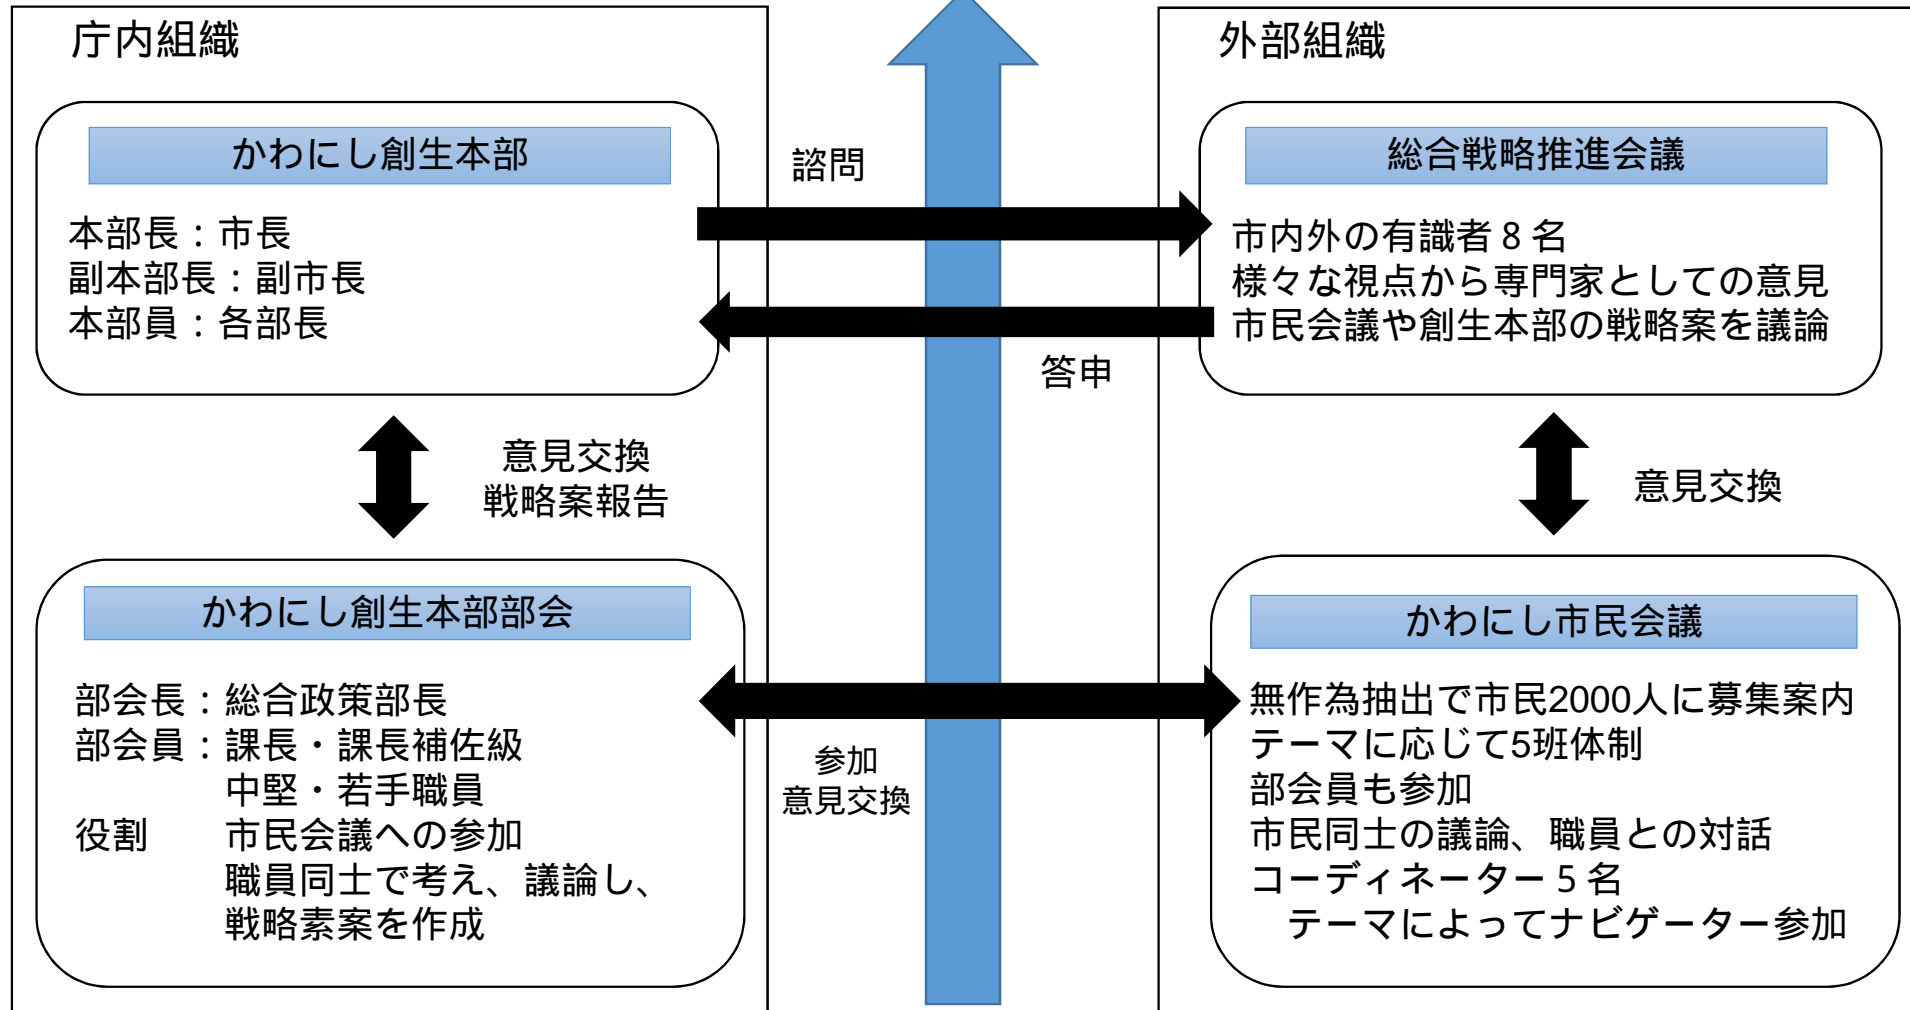 庁内組織
かわにし創生本部
本部長：市長
副本部長：副市長
本部員：各部長
意見交換
戦略案報告
かわにし創生本部部会
部会長：総合政策部長
部会員：課長・課長補佐級
中堅・若手職員
役割　　市民会議への参加
職員同士で考え、議論し、
戦略素案を作成
諮問
答申
参加
意見交換
外部組織
総合戦略推進会議
市内外の有識者８名
様々な視点から専門家としての意見
市民会議や創生本部の戦略案を議論
意見交換
かわにし市民会議
無作為抽出で市民2000人に募集案内
テーマに応じて5班体制
部会員も参加
市民同士の議論、職員との対話
コーディネーター５名
テーマによってナビゲーター参加